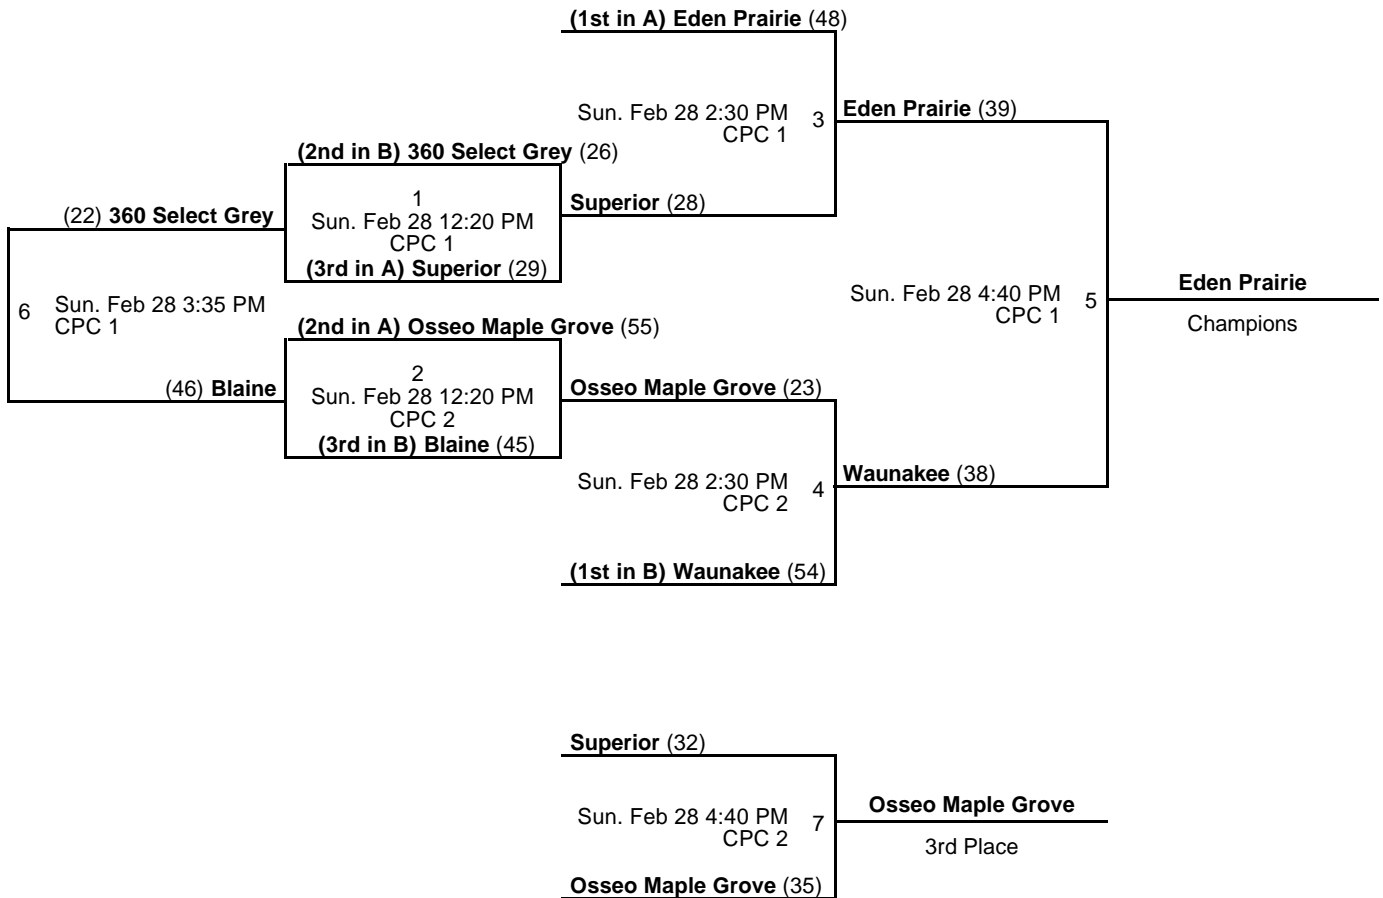 (1st in A) Eden Prairie (48)
Sun. Feb 28 2:30 PM
CPC 1
3
Eden Prairie (39)
(2nd in B) 360 Select Grey (26)
1
Sun. Feb 28 12:20 PM
CPC 1
Superior (28)
(22) 360 Select Grey
(3rd in A) Superior (29)
6
Sun. Feb 28 3:35 PM
CPC 1
Sun. Feb 28 4:40 PM
CPC 1
5
Eden Prairie
Champions
(2nd in A) Osseo Maple Grove (55)
2
Sun. Feb 28 12:20 PM
CPC 2
(46) Blaine
Osseo Maple Grove (23)
(3rd in B) Blaine (45)
Sun. Feb 28 2:30 PM
CPC 2
4
Waunakee (38)
(1st in B) Waunakee (54)
Superior (32)
Sun. Feb 28 4:40 PM
CPC 2
7
Osseo Maple Grove
3rd Place
Osseo Maple Grove (35)